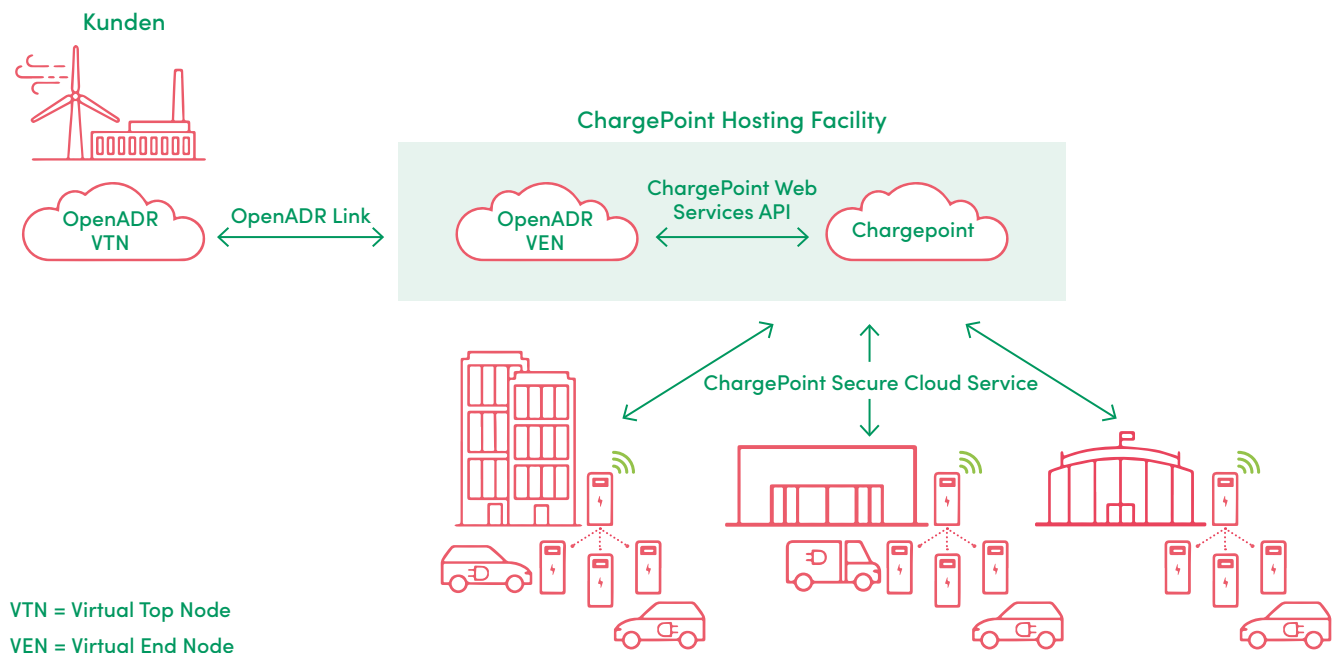 Kunden
ChargePoint Hosting Facility
OpenADR
VTN
OpenADR Link
OpenADR
VEN
ChargePoint Web
Services API
Chargepoint
ChargePoint Secure Cloud Service
VTN = Virtual Top Node
VEN = Virtual End Node